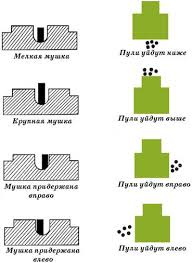 Мелкая мушка
Пули уйдут ниже
Крупная мушка
Пули уйдут выше
Мушка придержана
вправо
Пули уйдут вправо
Мушка придержана
влево
Пули уйдут влево